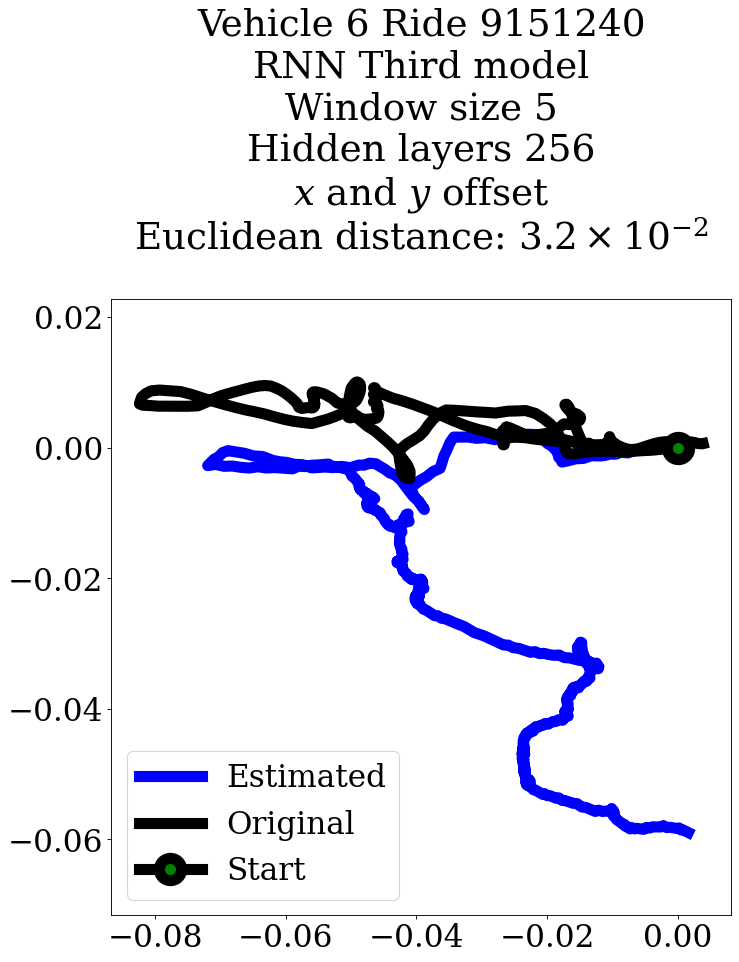 Vehicle 6 Ride 9151240
RNN Third model
Window size 5
Hidden layers 256
x and y offset
Euclidean distance: 3.2 × 10⁻²
0.02
0.00
−0.02
−0.04
−0.06
Estimated
Original
Start
−0.08 −0.06 −0.04 −0.02 0.00